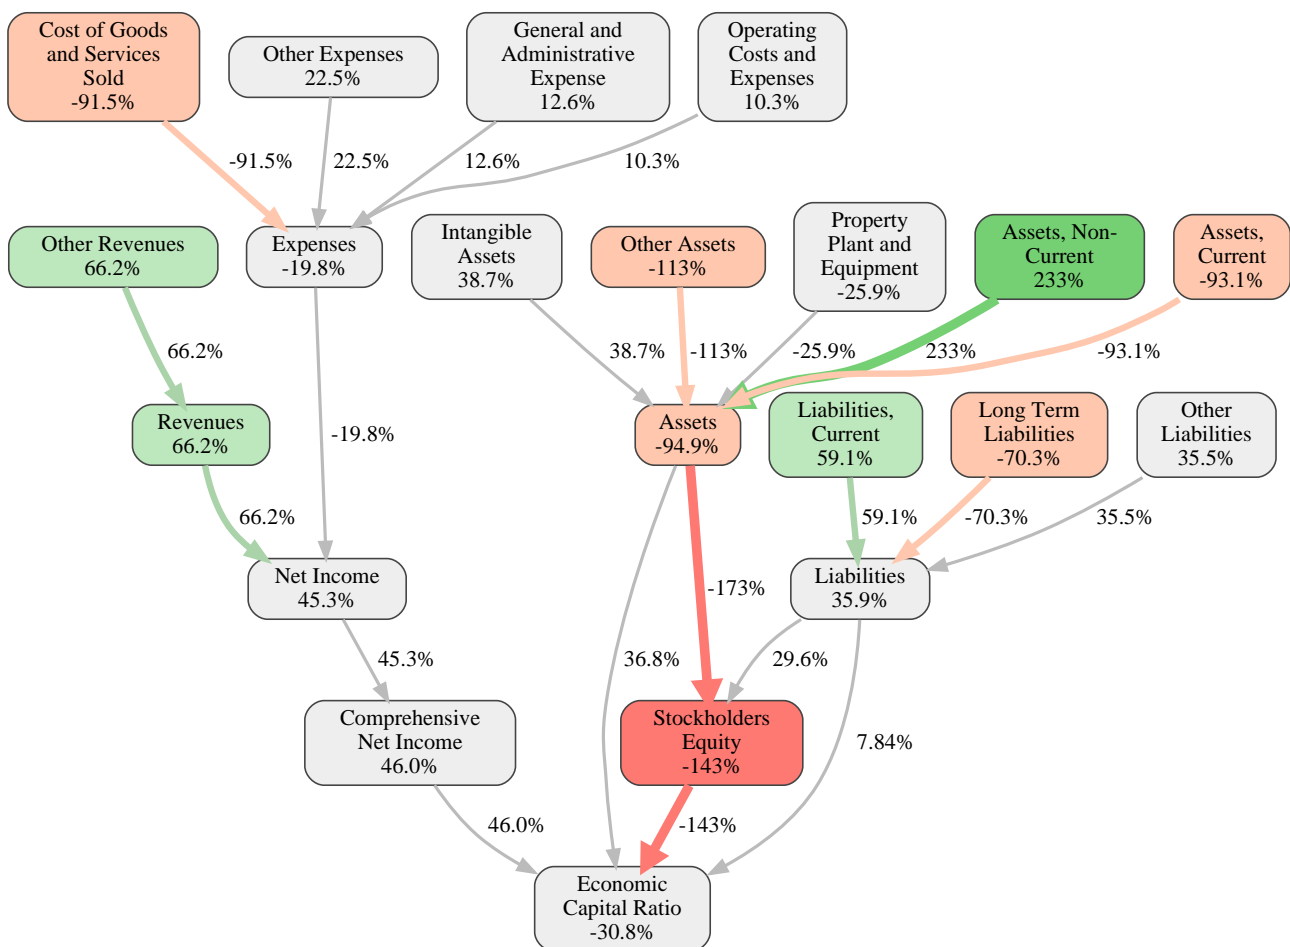 Cost of Goods
and Services
Sold
-91.5%
Other Expenses
22.5%
General and
Administrative
Expense
12.6%
Operating
Costs and
Expenses
10.3%
-91.5%
22.5%
12.6%
10.3%
Other Revenues
66.2%
Expenses
-19.8%
Intangible
Assets
38.7%
Other Assets
-113%
Property
Plant and
Equipment
-25.9%
Assets, Non-
Current
233%
Assets,
Current
-93.1%
66.2%
-19.8%
38.7%
-113%
-25.9%
233%
-93.1%
Revenues
66.2%
Assets
-94.9%
Liabilities,
Current
59.1%
Long Term
Liabilities
-70.3%
Other
Liabilities
35.5%
66.2%
59.1%
-70.3%
35.5%
Net Income
45.3%
-173%
Liabilities
35.9%
45.3%
36.8%
29.6%
7.84%
Comprehensive
Net Income
46.0%
Stockholders
Equity
-143%
46.0%
-143%
Economic
Capital Ratio
-30.8%